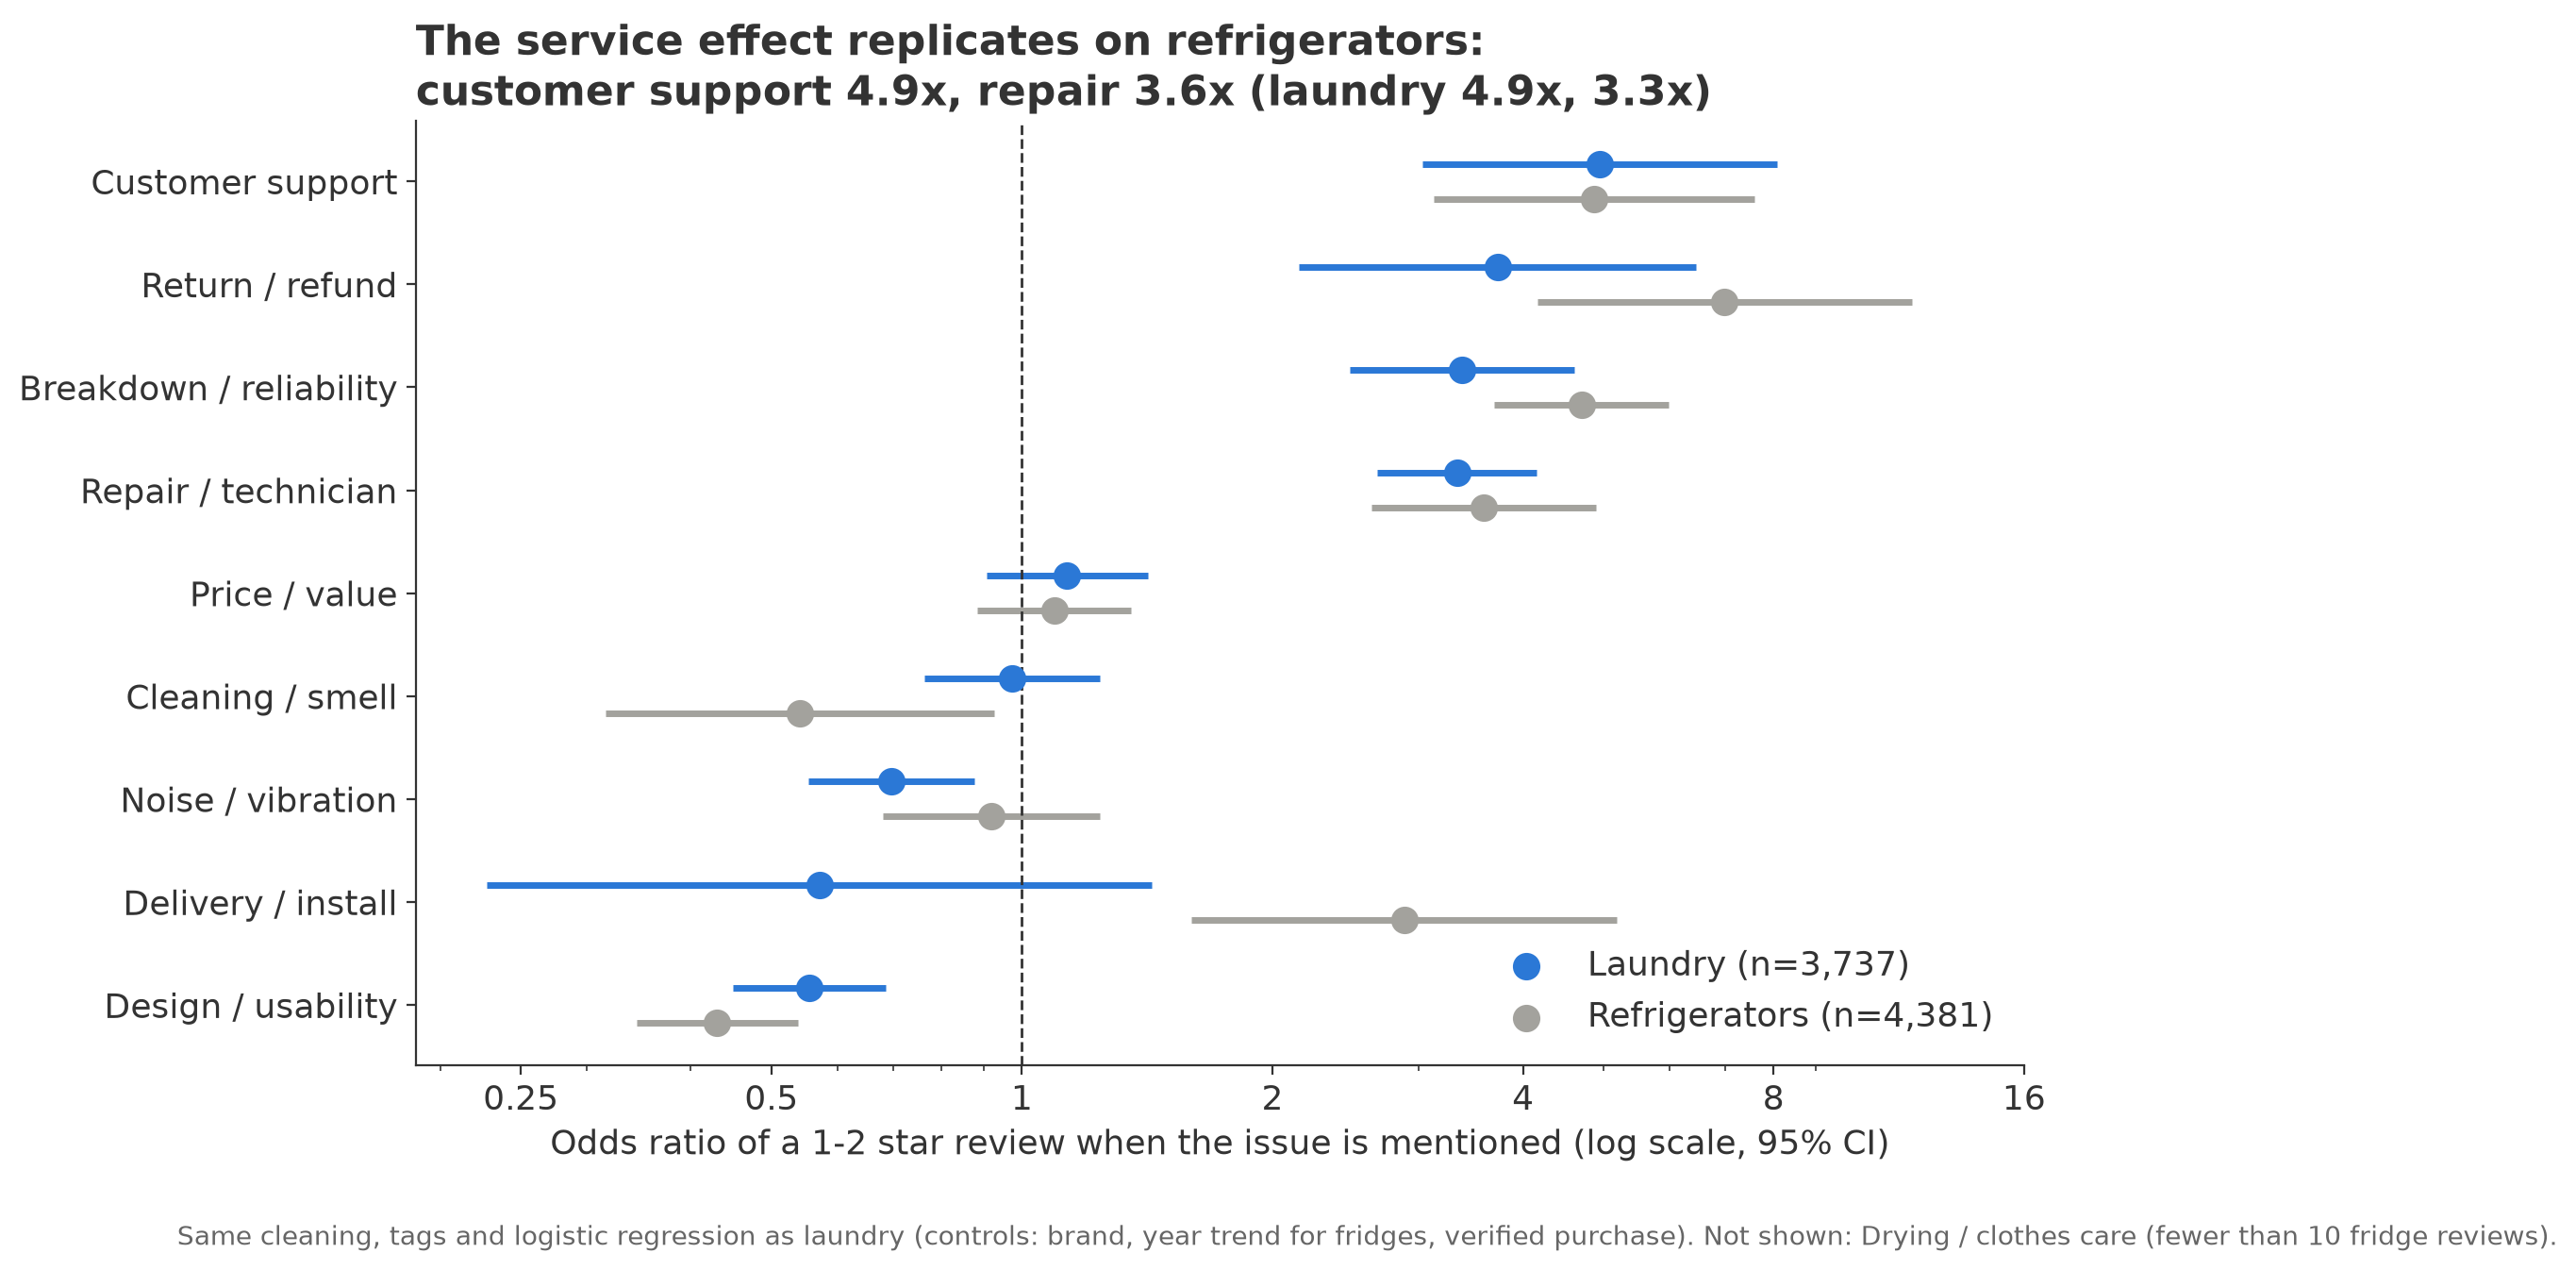 The service effect replicates on refrigerators:
customer support 4.9x, repair 3.6x (laundry 4.9x, 3.3x)
Customer support
Return / refund
Breakdown / reliability
Repair / technician
Price / value
Cleaning / smell
Noise / vibration
Delivery / install
Design / usability
Laundry (n=3,737)
Refrigerators (n=4,381)
0.25 0.5 1 2 4 8 16
Odds ratio of a 1-2 star review when the issue is mentioned (log scale, 95% CI)
Same cleaning, tags and logistic regression as laundry (controls: brand, year trend for fridges, verified purchase). Not shown: Drying / clothes care (fewer than 10 fridge reviews).